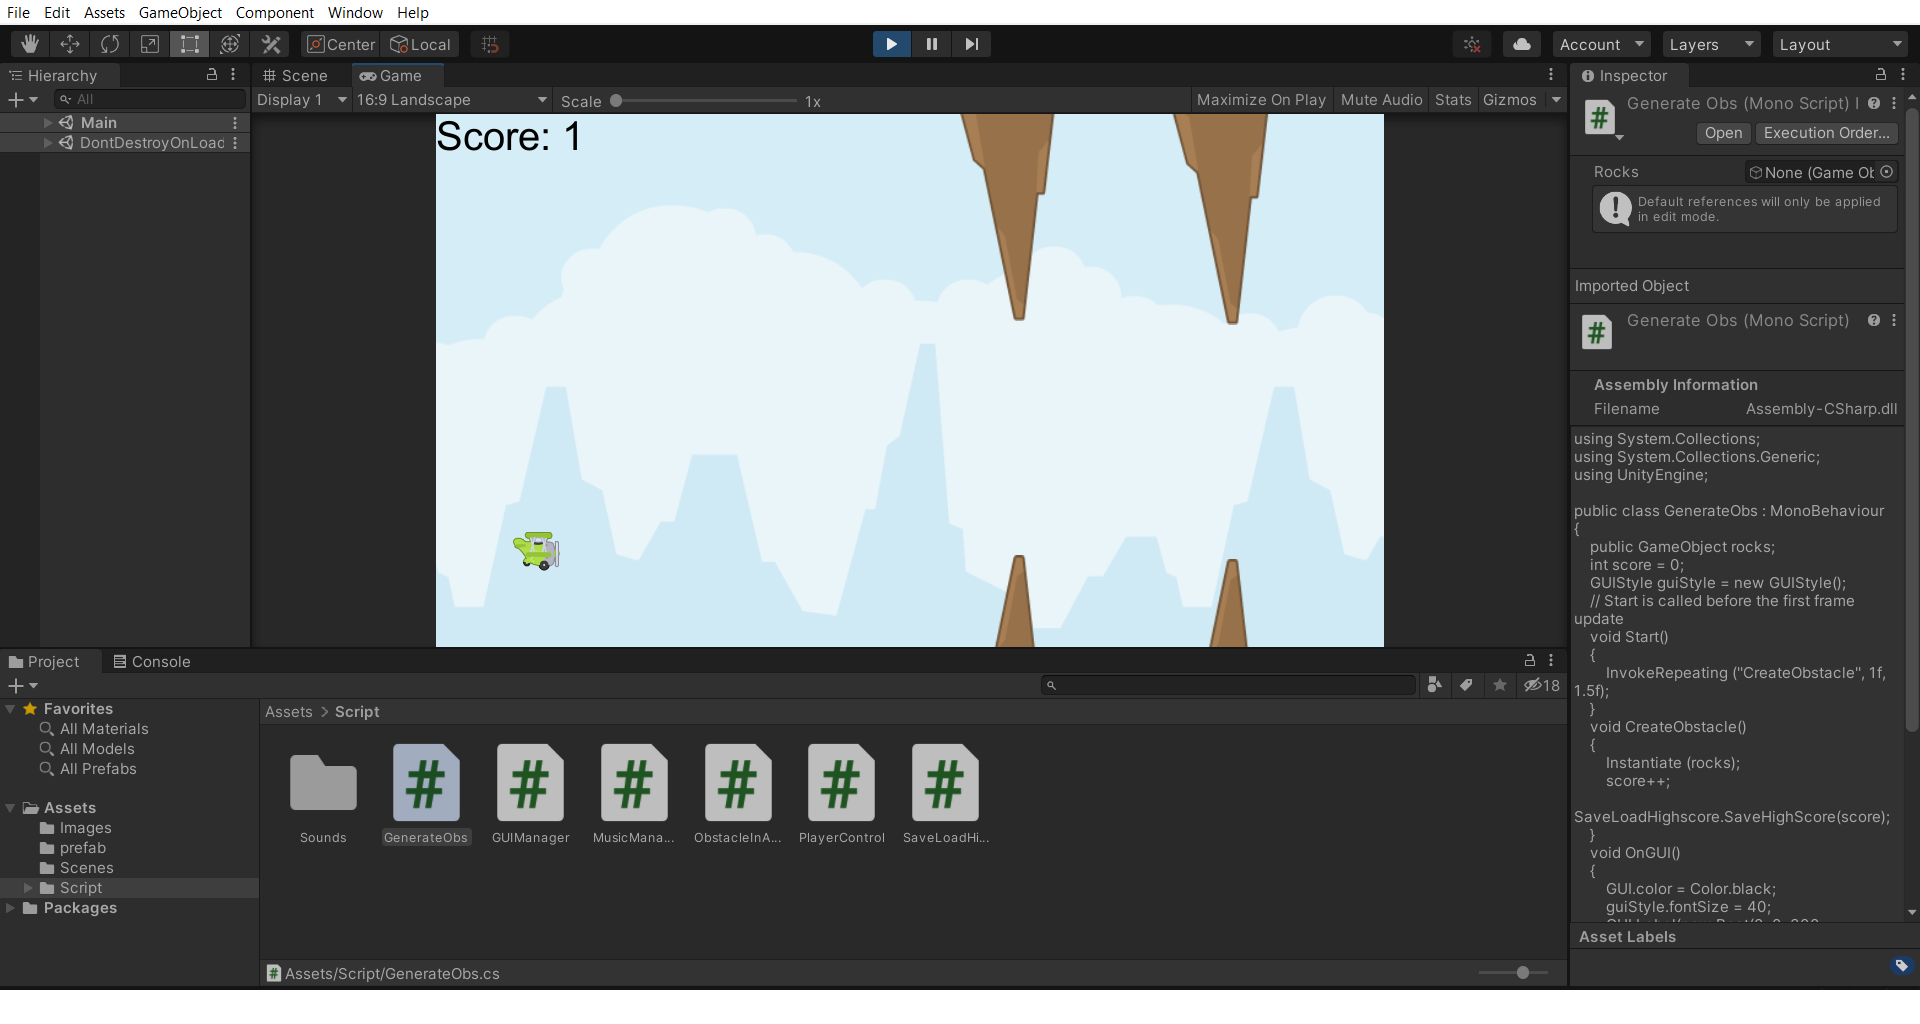 File Edit Assets GameObject Component Window Help
Center Local Account Layers Layout
Hierarchy
All
Main
DontDestroyOnLoad
Scene Game
Display 1 16:9 Landscape Scale 1x Maximize On Play Mute Audio Stats Gizmos
Score: 1
Inspector
Generate Obs (Mono Script) I
Open Execution Order...
Rocks None (Game Ob
Default references will only be applied
in edit mode.
Imported Object
Generate Obs (Mono Script)
Assembly Information
Filename Assembly-CSharp.dll
using System.Collections;
using System.Collections.Generic;
using UnityEngine;
public class GenerateObs : MonoBehaviour
{
public GameObject rocks;
int score = 0;
GUIStyle guiStyle = new GUIStyle();
// Start is called before the first frame
update
void Start()
{
InvokeRepeating ("CreateObstacle", 1f,
1.5f);
}
void CreateObstacle()
{
Instantiate (rocks);
score++;
SaveLoadHighscore.SaveHighScore(score);
}
void OnGUI()
{
GUI.color = Color.black;
guiStyle.fontSize = 40;
Asset Labels
Project Console
18
Favorites
All Materials
All Models
All Prefabs
Assets
Images
prefab
Scenes
Script
Packages
Assets > Script
Sounds GenerateObs GUIManager MusicMana... ObstacleInA... PlayerControl SaveLoadHi...
Assets/Script/GenerateObs.cs